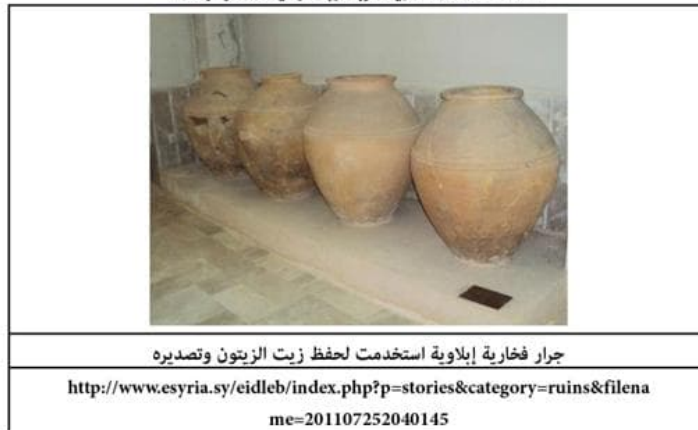 جرار فخارية إبلاوية استخدمت لحفظ زيت الزيتون وتصديره
http://www.esyria.sy/eidleb/index.php?p=stories&category=ruins&filena
me=201107252040145